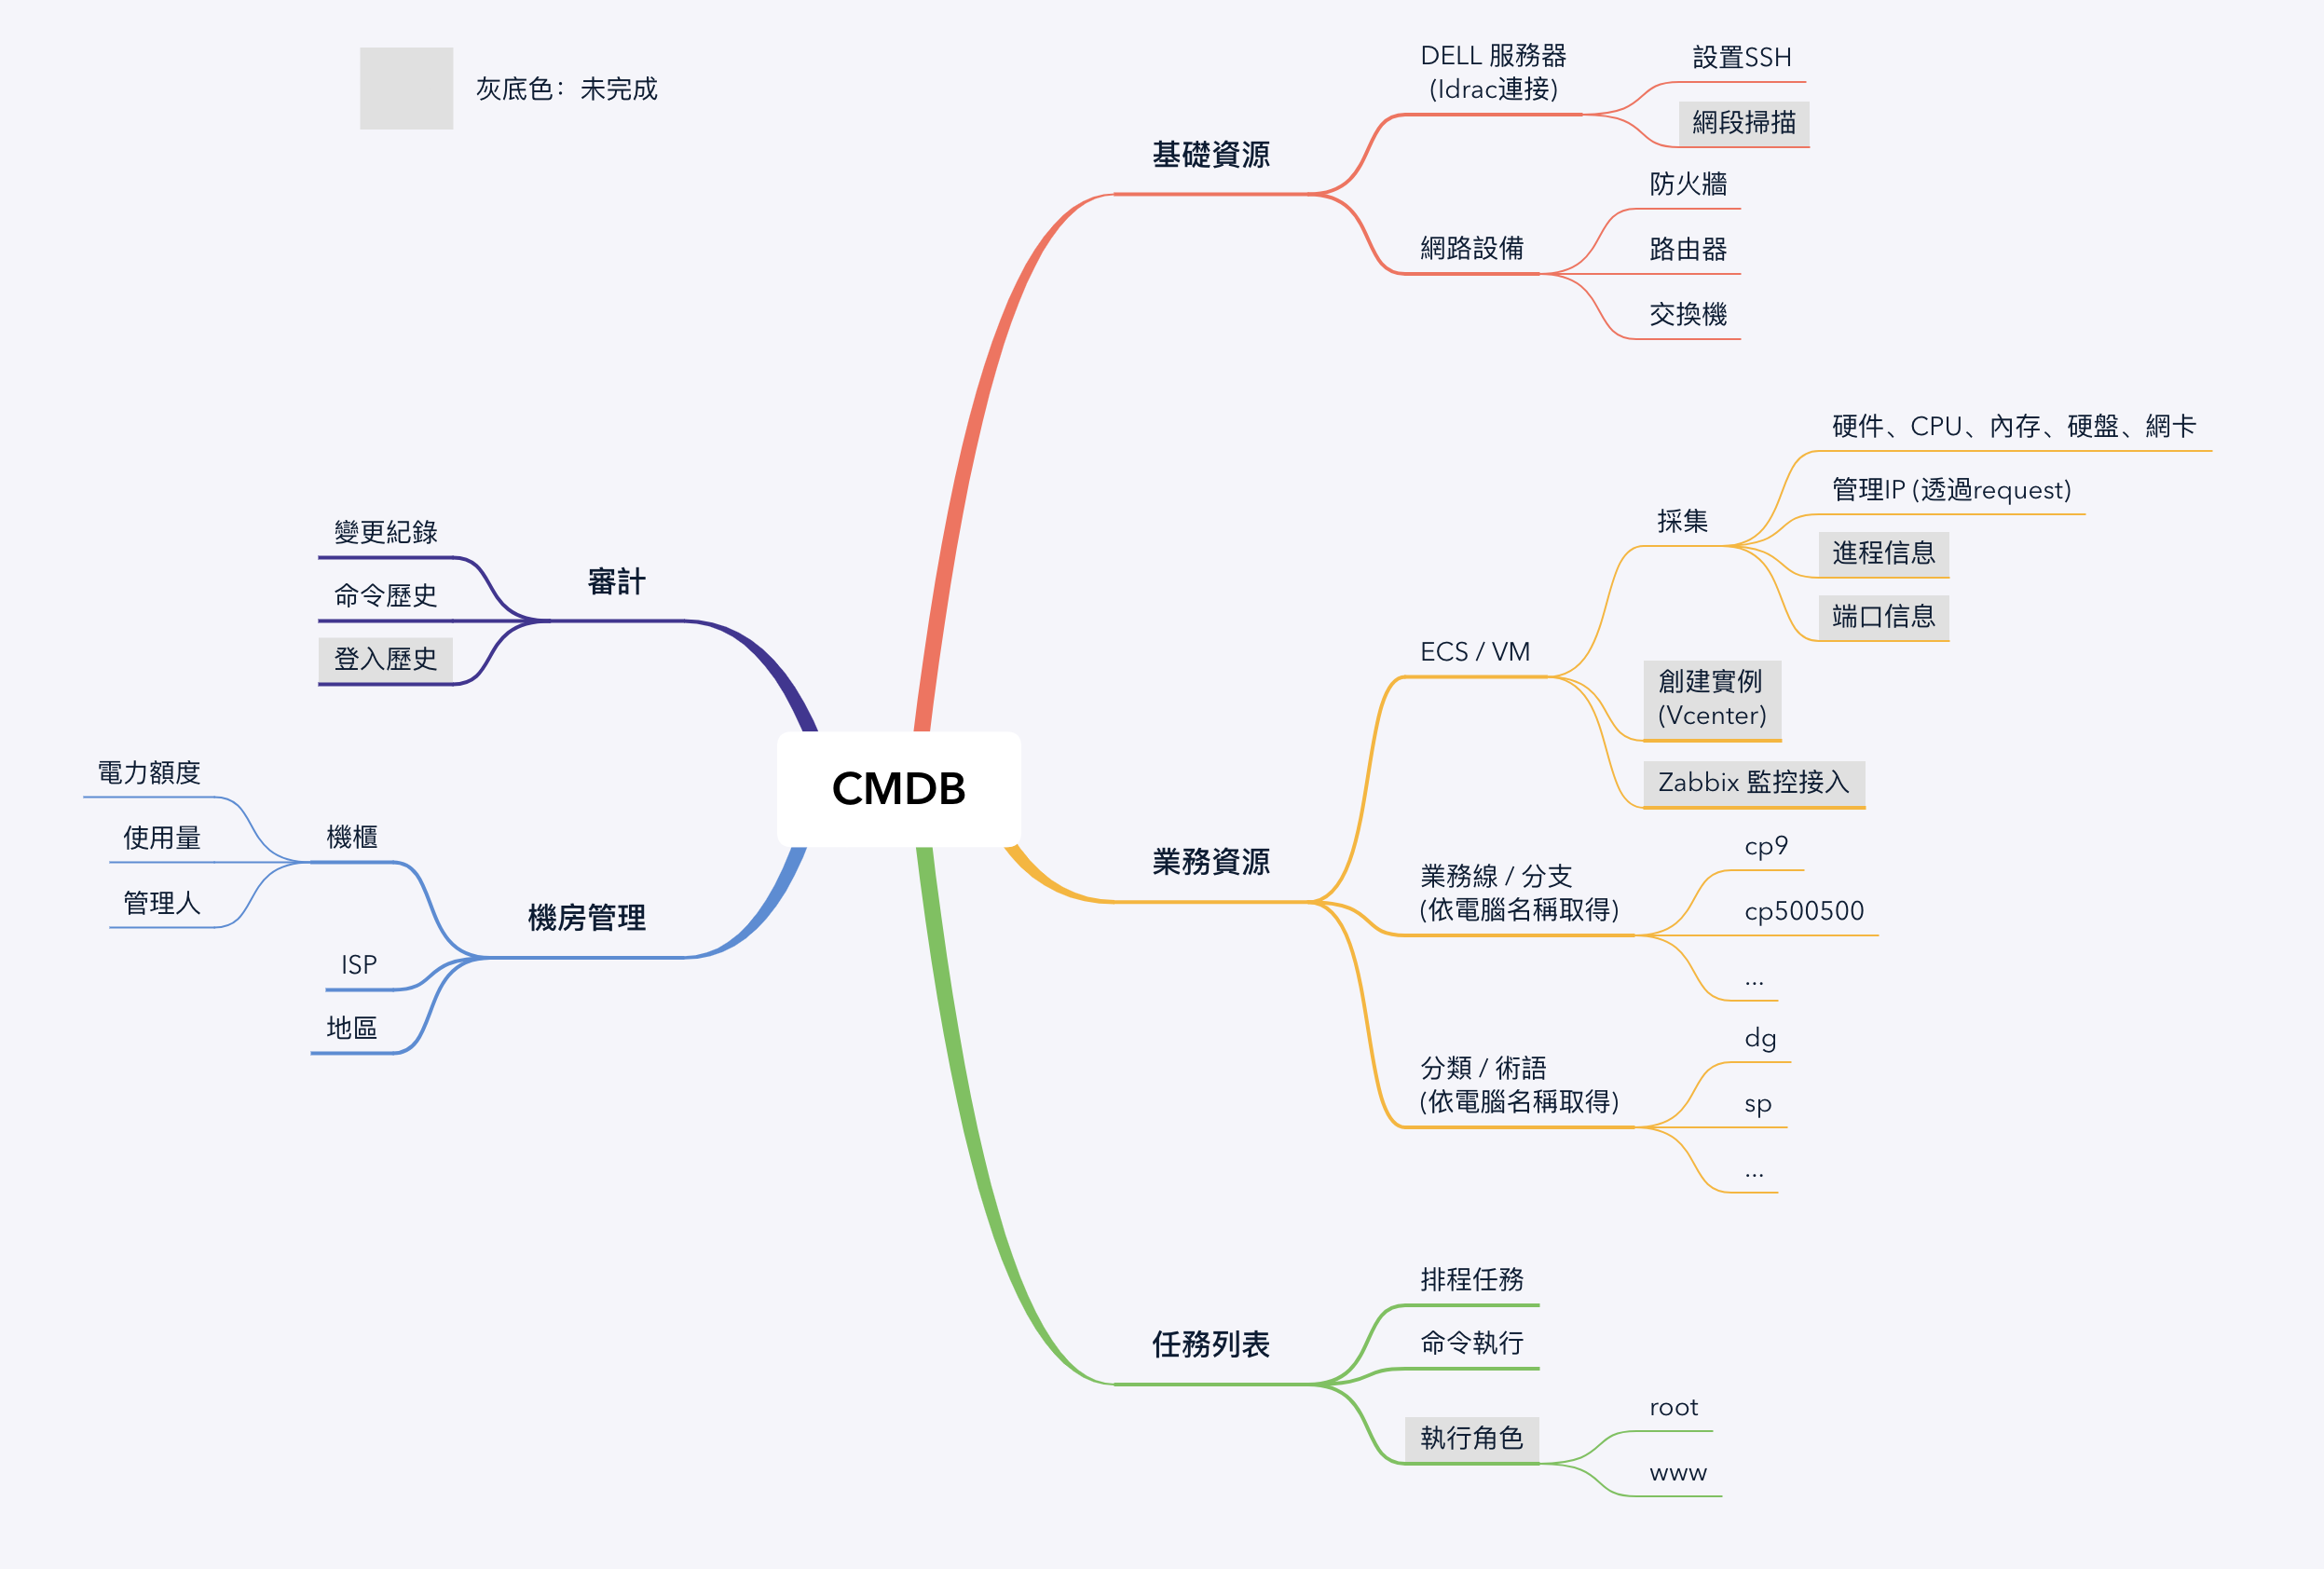 灰底色：未完成
CMDB
基礎資源
DELL 服務器
(Idrac連接)
設置SSH
網段掃描
網路設備
防火牆
路由器
交換機
業務資源
ECS / VM
採集
硬件、CPU、內存、硬盤、網卡
管理IP (透過request)
進程信息
端口信息
創建實例
(Vcenter)
Zabbix 監控接入
業務線 / 分支
(依電腦名稱取得)
cp9
cp500500
...
分類 / 術語
(依電腦名稱取得)
dg
sp
...
任務列表
排程任務
命令執行
執行角色
root
www
審計
變更紀錄
命令歷史
登入歷史
機房管理
機櫃
電力額度
使用量
管理人
ISP
地區